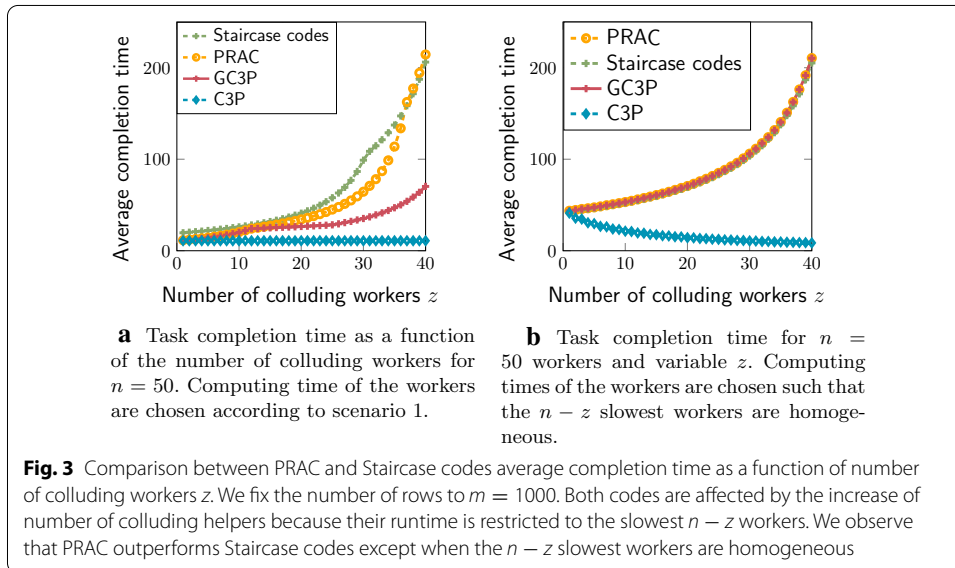 Staircase codes
PRAC
GC3P
C3P
200
100
0
0
10
20
30
40
Average completion time
Number of colluding workers z
a Task completion time as a function
of the number of colluding workers for
n = 50. Computing time of the workers
are chosen according to scenario 1.
PRAC
Staircase codes
GC3P
C3P
200
100
0
0
10
20
30
40
Average completion time
Number of colluding workers z
b Task completion time for n =
50 workers and variable z. Computing
times of the workers are chosen such that
the n − z slowest workers are homoge-
neous.
Fig. 3 Comparison between PRAC and Staircase codes average completion time as a function of number
of colluding workers z. We fix the number of rows to m = 1000. Both codes are affected by the increase of
number of colluding helpers because their runtime is restricted to the slowest n − z workers. We observe
that PRAC outperforms Staircase codes except when the n − z slowest workers are homogeneous